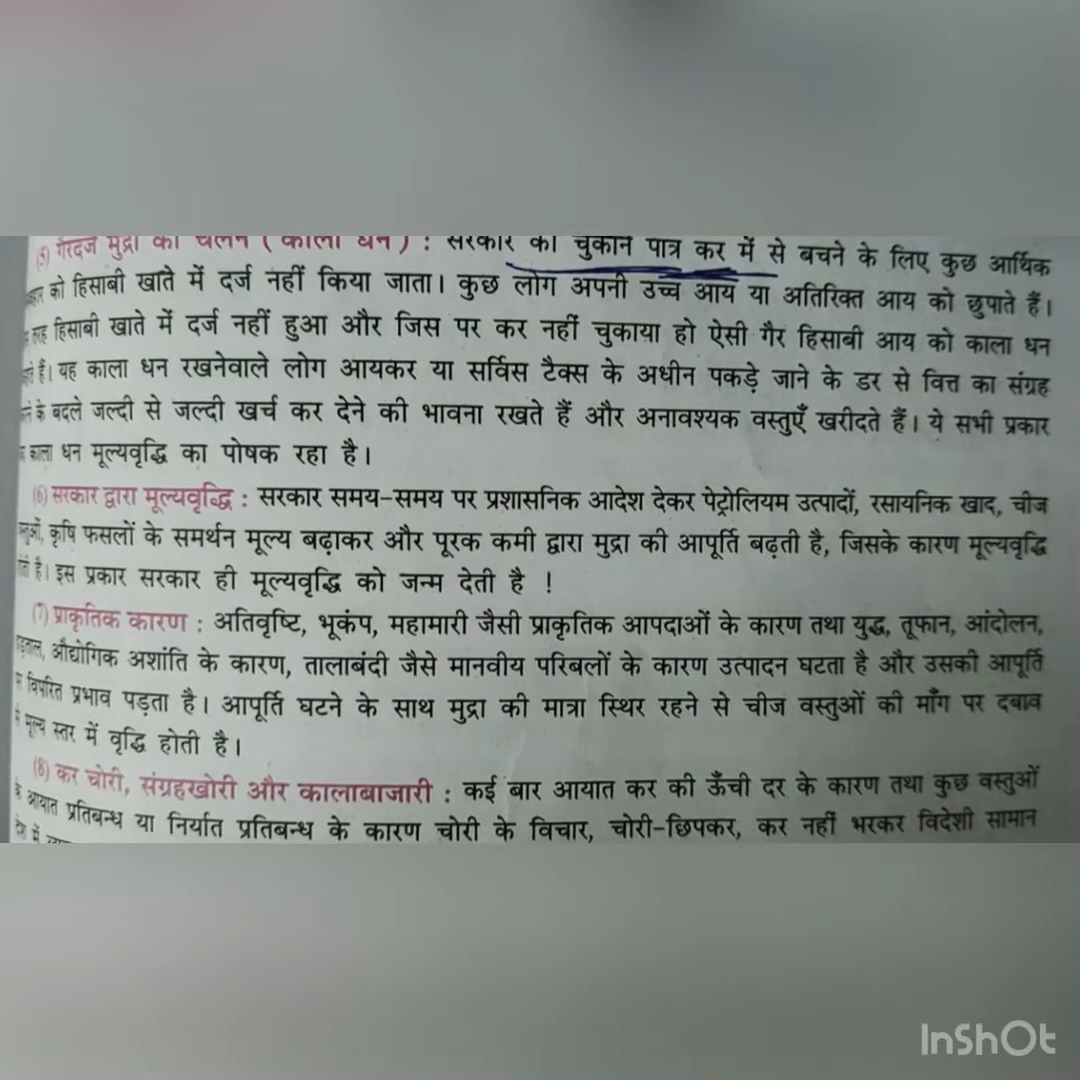 (5) गैरदर्ज मुद्रा का चलन ( काला धन ) : सरकार को चुकाने पात्र कर में से बचने के लिए कुछ आर्थिक
को हिसाबी खाते में दर्ज नहीं किया जाता। कुछ लोग अपनी उच्च आय या अतिरिक्त आय को छुपाते हैं।
हिसाबी खाते में दर्ज नहीं हुआ और जिस पर कर नहीं चुकाया हो ऐसी गैर हिसाबी आय को काला धन
हैं। यह काला धन रखनेवाले लोग आयकर या सर्विस टैक्स के अधीन पकड़े जाने के डर से वित्त का संग्रह
के बदले जल्दी से जल्दी खर्च कर देने की भावना रखते हैं और अनावश्यक वस्तुएँ खरीदते हैं। ये सभी प्रकार
काला धन मूल्यवृद्धि का पोषक रहा है।
(6) सरकार द्वारा मूल्यवृद्धि : सरकार समय-समय पर प्रशासनिक आदेश देकर पेट्रोलियम उत्पादों, रसायनिक खाद, चीज
कृषि फसलों के समर्थन मूल्य बढ़ाकर और पूरक कमी द्वारा मुद्रा की आपूर्ति बढ़ती है, जिसके कारण मूल्यवृद्धि
है। इस प्रकार सरकार ही मूल्यवृद्धि को जन्म देती है !
(7) प्राकृतिक कारण : अतिवृष्टि, भूकंप, महामारी जैसी प्राकृतिक आपदाओं के कारण तथा युद्ध, तूफान, आंदोलन,
औद्योगिक अशांति के कारण, तालाबंदी जैसे मानवीय परिबलों के कारण उत्पादन घटता है और उसकी आपूर्ति
विपरित प्रभाव पड़ता है। आपूर्ति घटने के साथ मुद्रा की मात्रा स्थिर रहने से चीज वस्तुओं की माँग पर दबाव
से मूल्य स्तर में वृद्धि होती है।
(8) कर चोरी, संग्रहखोरी और कालाबाजारी : कई बार आयात कर की ऊँची दर के कारण तथा कुछ वस्तुओं
के आयात प्रतिबन्ध या निर्यात प्रतिबन्ध के कारण चोरी के विचार, चोरी-छिपकर, कर नहीं भरकर विदेशी सामान
देश में
InShOt